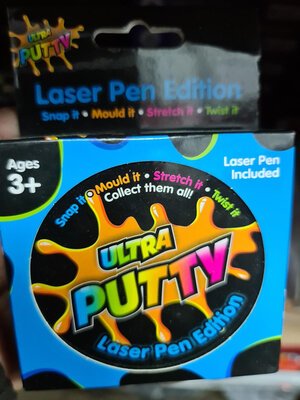 ULTRA
PUTTY
Laser Pen Edition
Snap it • Mould it • Stretch it • Twist it
Ages
3+
Laser Pen
Included
Snap it • Mould it • Stretch it • Twist it
Collect them all!
ULTRA
PUTTY
Laser Pen Edition